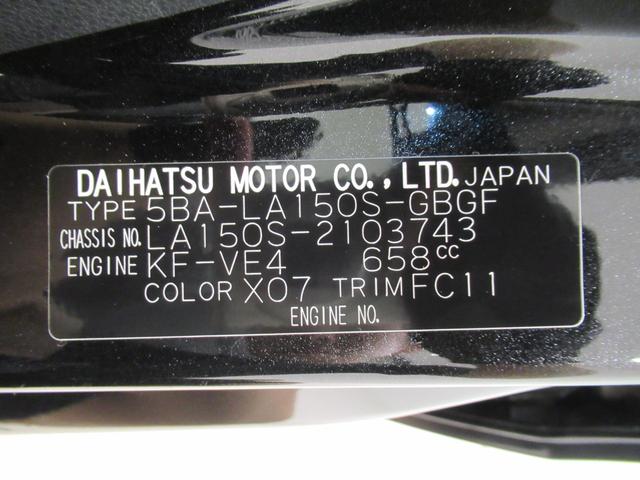 DAIHATSU MOTOR CO., LTD. JAPAN
TYPE 5BA-LA150S-GBGF
CHASSIS NO. LA150S-2103743
ENGINE KF-VE4 658cc
COLOR X07 TRIM FC11
ENGINE NO.